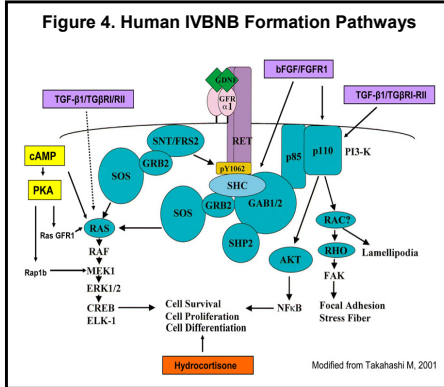 Figure 4. Human IVBNB Formation Pathways
bFGF/FGFR1
GDNF
TGF-β1/TGβRI/RII
GFR
α1
TGF-β1/TGβRI-RII
RET
SNT/FRS2
cAMP
GRB2
p85
p110
PI3-K
SOS
pY1062
PKA
SHC
GRB2
GAB1/2
SOS
RAC?
Ras GFR1
RAS
SHP2
RHO
Lamellipodia
RAF
AKT
Rap1b
MEK1
FAK
ERK1/2
Cell Survival
Focal Adhesion
CREB
Cell Proliferation
NFκB
Stress Fiber
ELK-1
Cell Differentiation
Hydrocortisone
Modified from Takahashi M, 2001